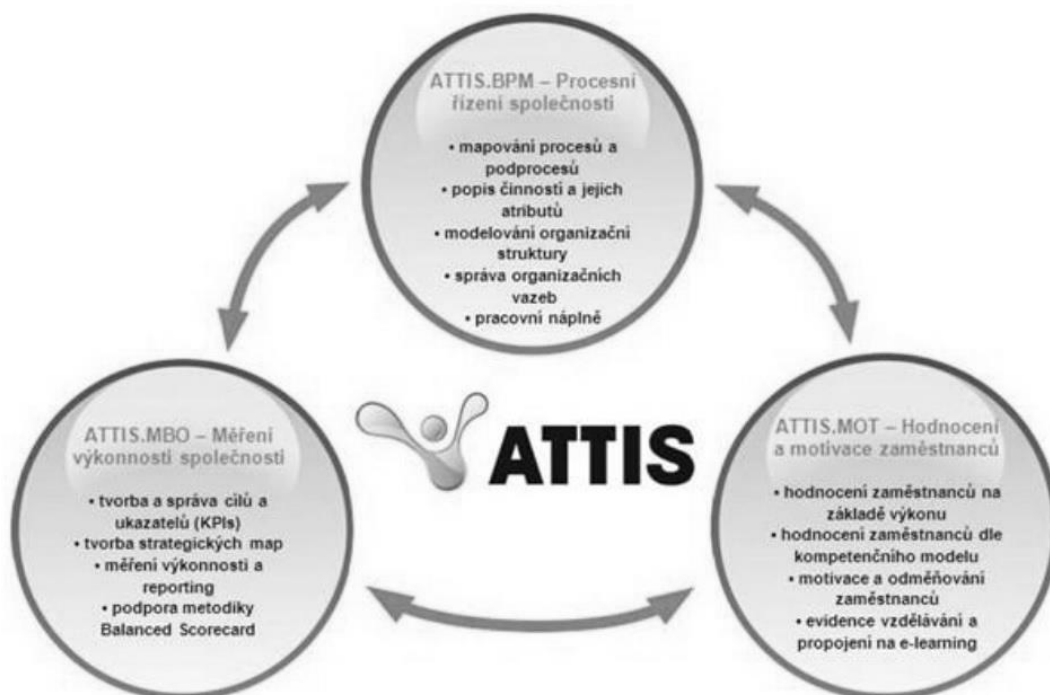 ATTIS.BPM – Procesní
řízení společnosti
• mapování procesů a
podprocesů
• popis činností a jejich
atributů
• modelování organizační
struktury
• správa organizačních
vazeb
• pracovní náplně
ATTIS.MBO – Měření
výkonnosti společnosti
• tvorba a správa cílů a
ukazatelů (KPIs)
• tvorba strategických map
• měření výkonnosti a
reporting
• podpora metodiky
Balanced Scorecard
ATTIS
ATTIS.MOT – Hodnocení
a motivace zaměstnanců
• hodnocení zaměstnanců na
základě výkonu
• hodnocení zaměstnanců dle
kompetenčního modelu
• motivace a odměňování
zaměstnanců
• evidence vzdělávání a
propojení na e-learning